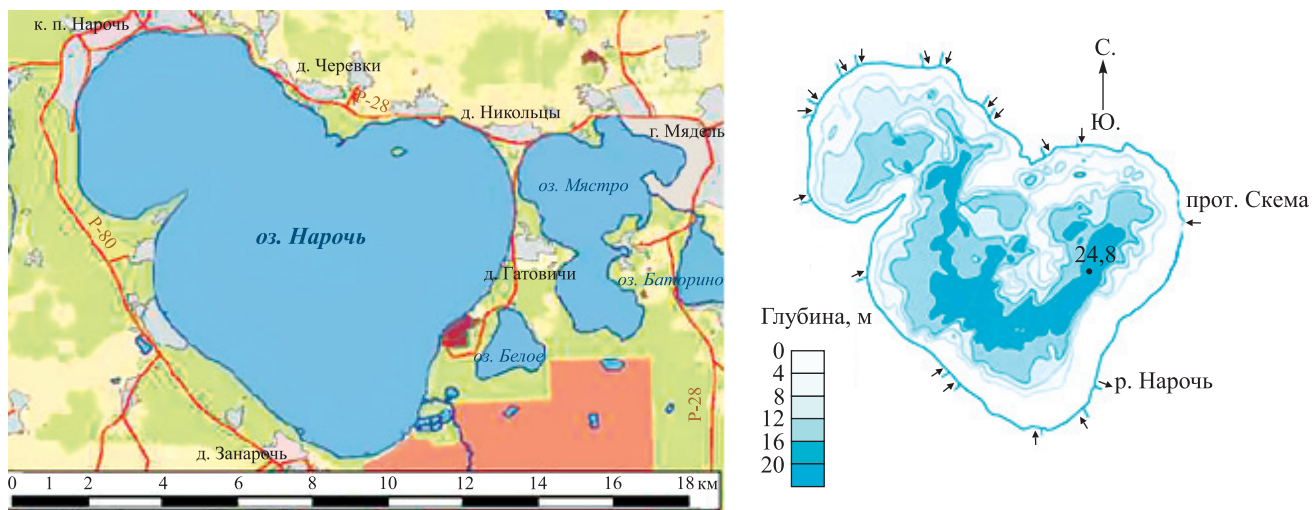 к. п. Нарочь
д. Черевки
Р-28
д. Никольцы
г. Мядель
оз. Мястро
Р-80
оз. Нарочь
д. Гатовичи
оз. Баторино
оз. Белое
Р-28
д. Занарочь
0 1 2 4 6 8 10 12 14 16 18 км
С.
Ю.
прот. Скема
24,8
Глубина, м
0
4
8
12
16
20
р. Нарочь